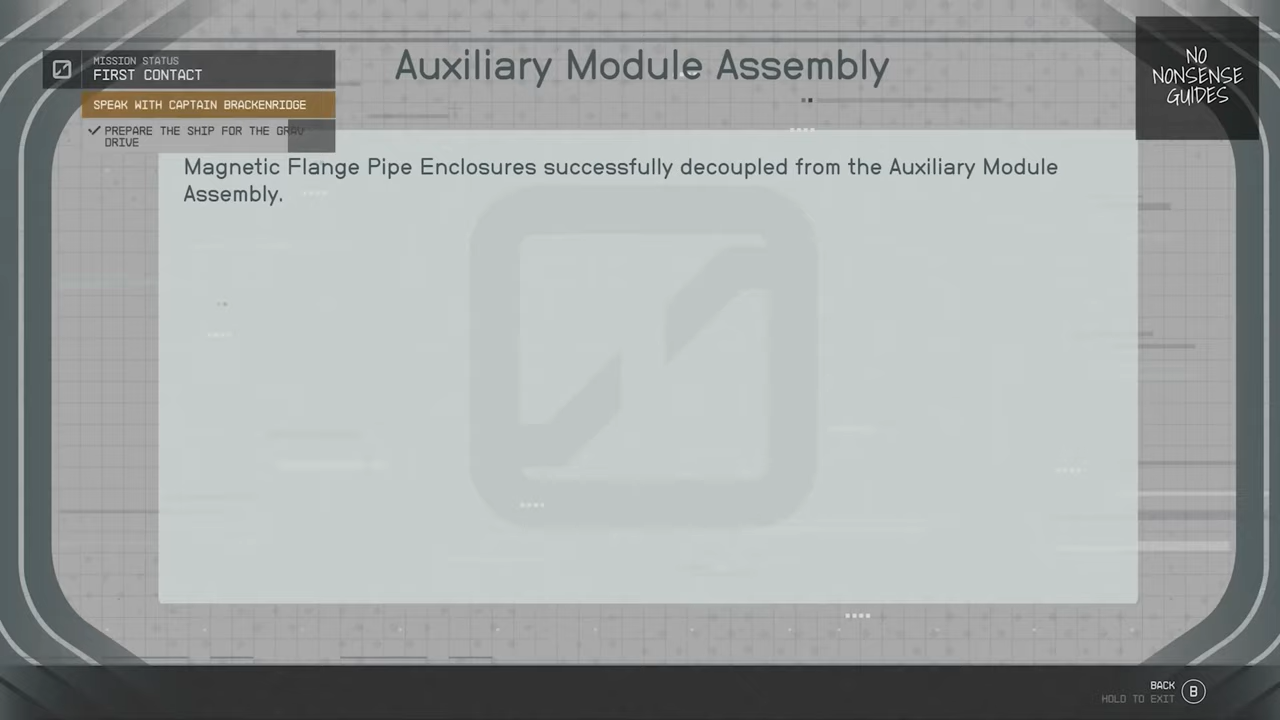 Auxiliary Module Assembly
MISSION STATUS
FIRST CONTACT
SPEAK WITH CAPTAIN BRACKENRIDGE
PREPARE THE SHIP FOR THE GRAV
DRIVE
NO
NONSENSE
GUIDES
Magnetic Flange Pipe Enclosures successfully decoupled from the Auxiliary Module
Assembly.
BACK
HOLD TO EXIT
B